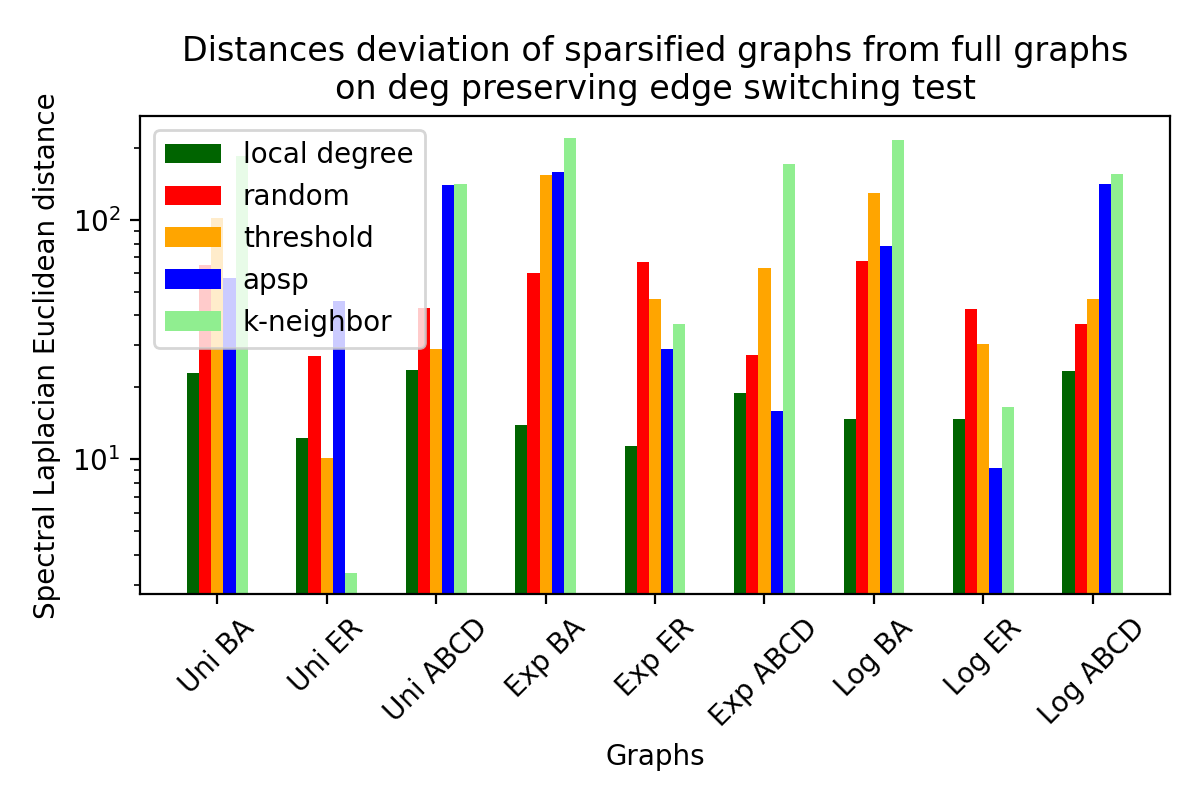 Distances deviation of sparsified graphs from full graphs
on deg preserving edge switching test
Spectral Laplacian Euclidean distance
10²
10¹
local degree
random
threshold
apsp
k-neighbor
Uni BA
Uni ER
Uni ABCD
Exp BA
Exp ER
Exp ABCD
Log BA
Log ER
Log ABCD
Graphs